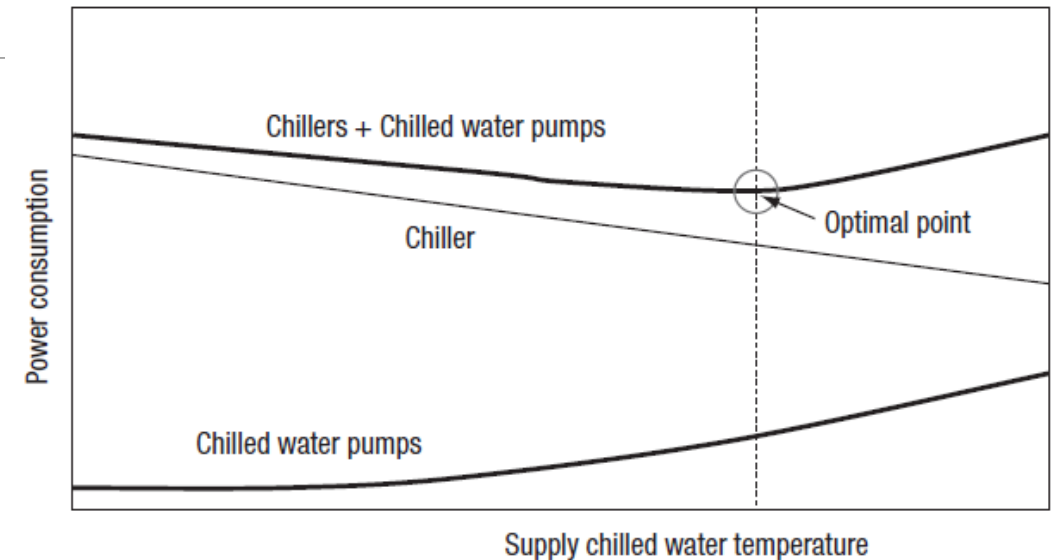 Chillers + Chilled water pumps
Optimal point
Chiller
Power consumption
Chilled water pumps
Supply chilled water temperature